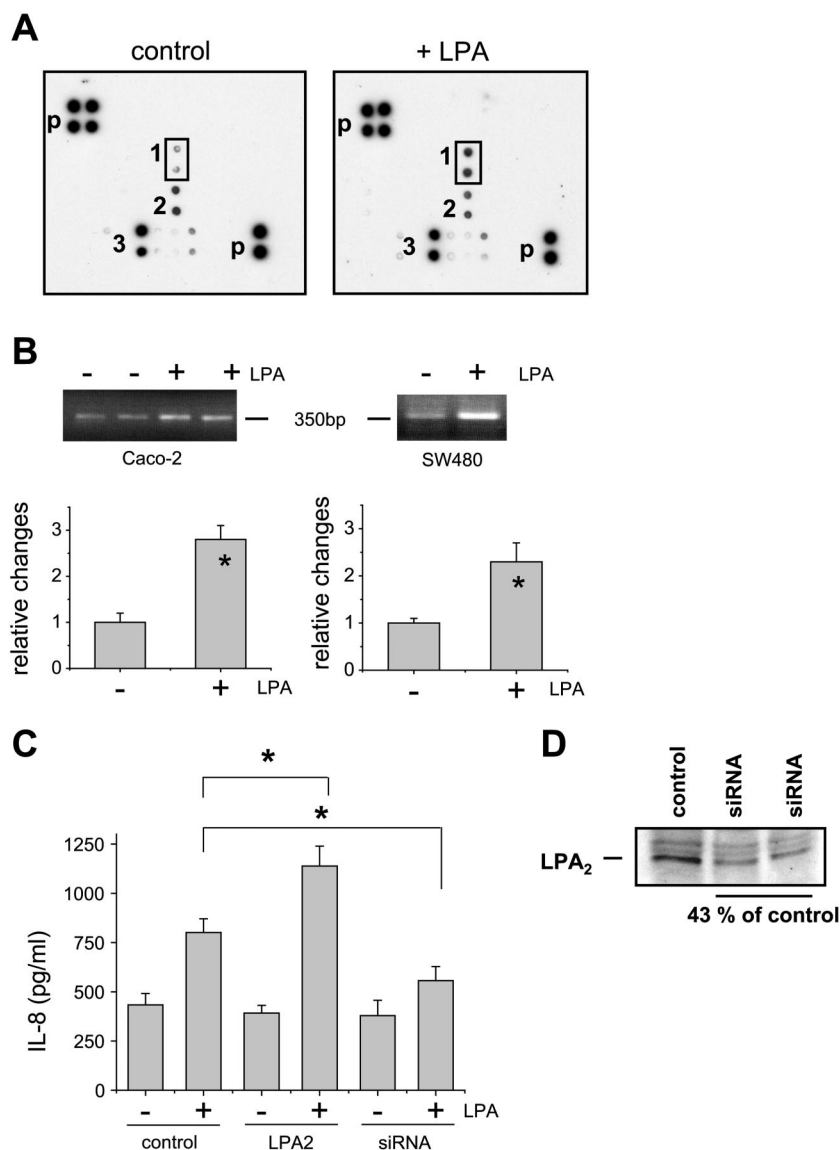 A
control + LPA
p
1
2
3
p
p
1
2
3
p
B
- - + + LPA
- + LPA
350bp
Caco-2
SW480
relative changes
3
2
1
0
- + LPA
relative changes
3
2
1
0
- + LPA
C
*
*
IL-8 (pg/ml)
1250
1000
750
500
250
0
- + - + - + LPA
control LPA2 siRNA
D
control
siRNA
siRNA
LPA₂
43 % of control